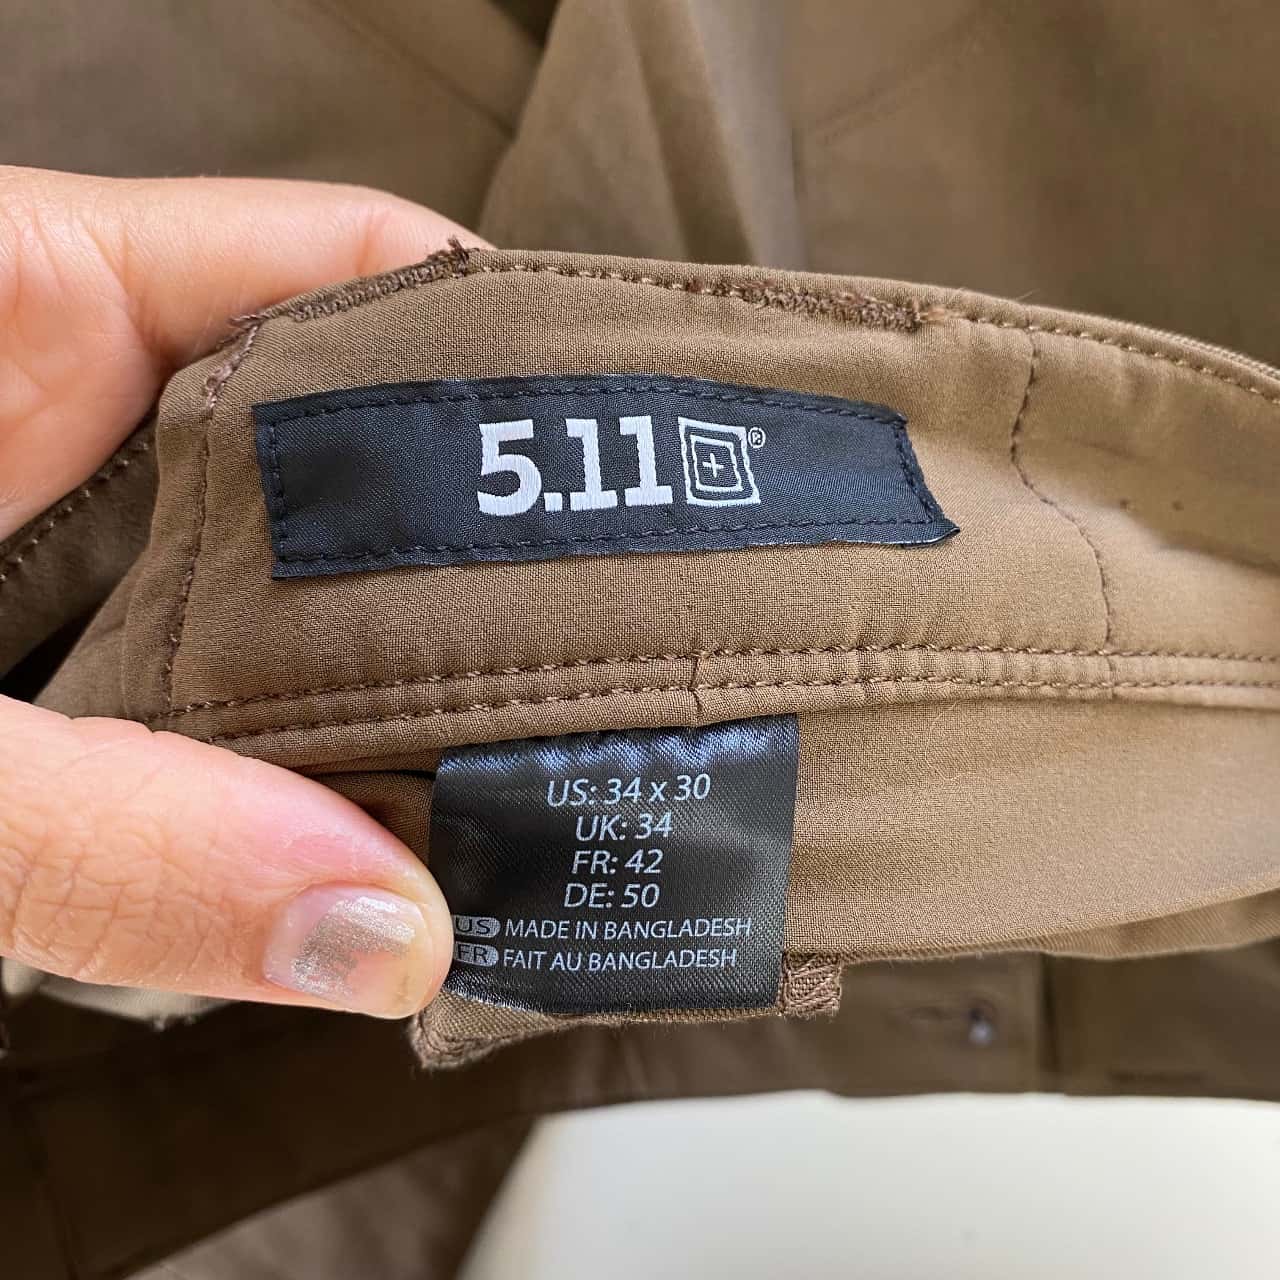 5.11®
US: 34 x 30
UK: 34
FR: 42
DE: 50
US MADE IN BANGLADESH
FR FAIT AU BANGLADESH